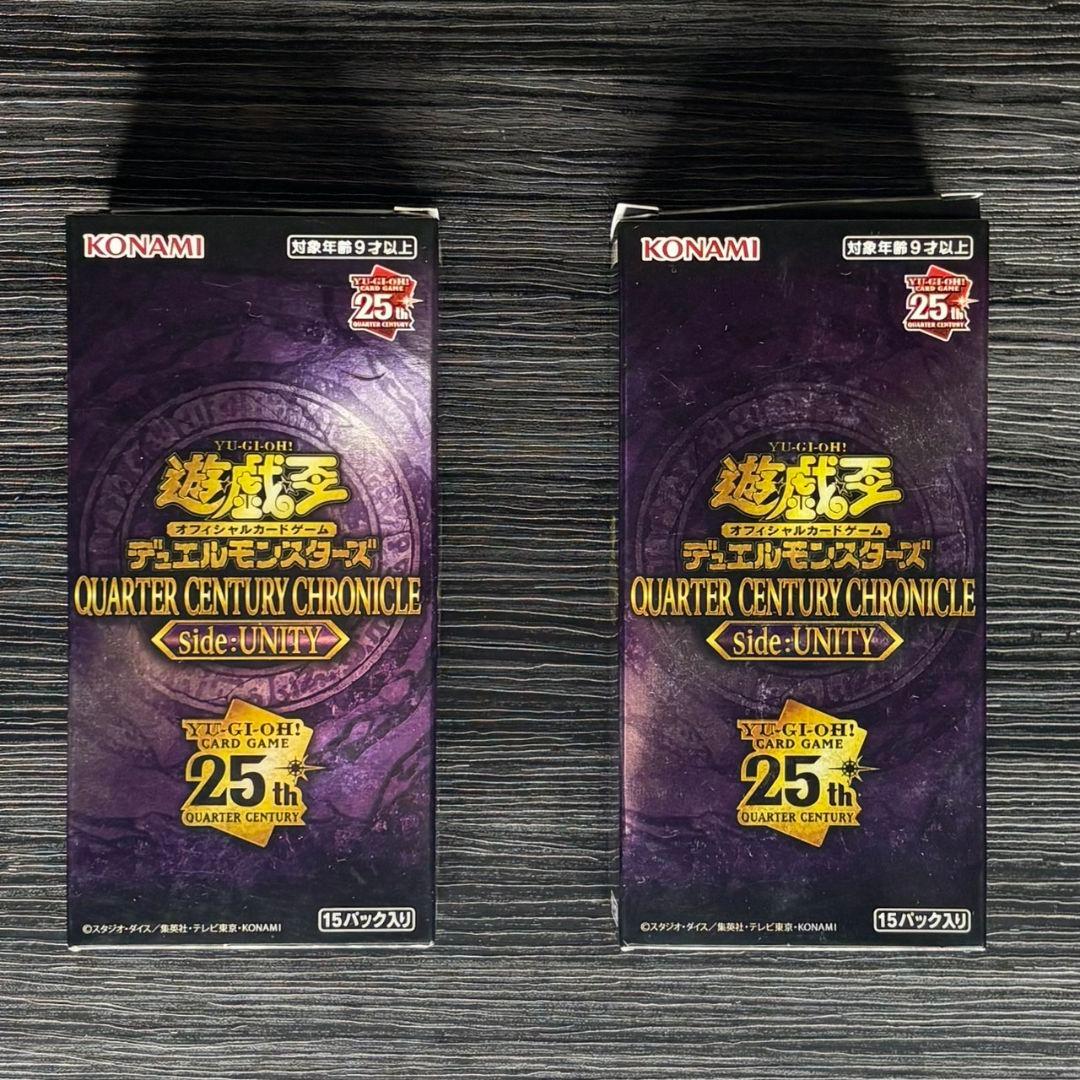 KONAMI
対象年齢9才以上
YU-GI-OH!
CARD GAME
25th
QUARTER CENTURY
YU-GI-OH!
遊戯王
オフィシャルカードゲーム
デュエルモンスターズ
QUARTER CENTURY CHRONICLE
side:UNITY
YU-GI-OH!
CARD GAME
25th
QUARTER CENTURY
©スタジオ・ダイス/集英社・テレビ東京・KONAMI
15パック入り
KONAMI
対象年齢9才以上
YU-GI-OH!
CARD GAME
25th
QUARTER CENTURY
YU-GI-OH!
遊戯王
オフィシャルカードゲーム
デュエルモンスターズ
QUARTER CENTURY CHRONICLE
side:UNITY
YU-GI-OH!
CARD GAME
25th
QUARTER CENTURY
©スタジオ・ダイス/集英社・テレビ東京・KONAMI
15パック入り